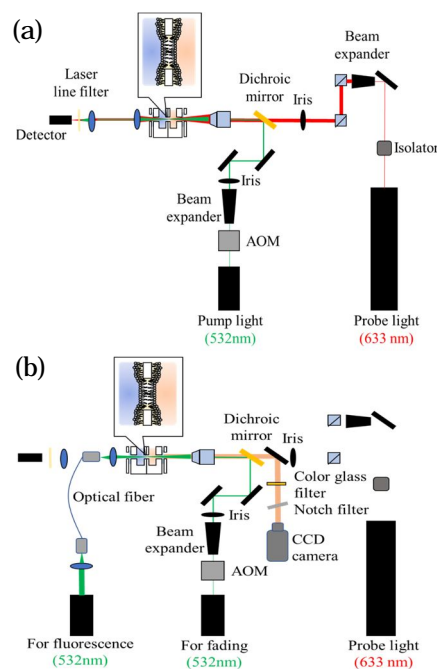 (a)
Beam
expander
Laser
line filter
Dichroic
mirror
Iris
Detector
Isolator
Iris
Beam
expander
AOM
Pump light
(532nm)
Probe light
(633 nm)
(b)
Dichroic
mirror
Iris
Color glass
filter
Optical fiber
Notch filter
Iris
Beam
expander
CCD
camera
AOM
For fluorescence
(532nm)
For fading
(532nm)
Probe light
(633 nm)